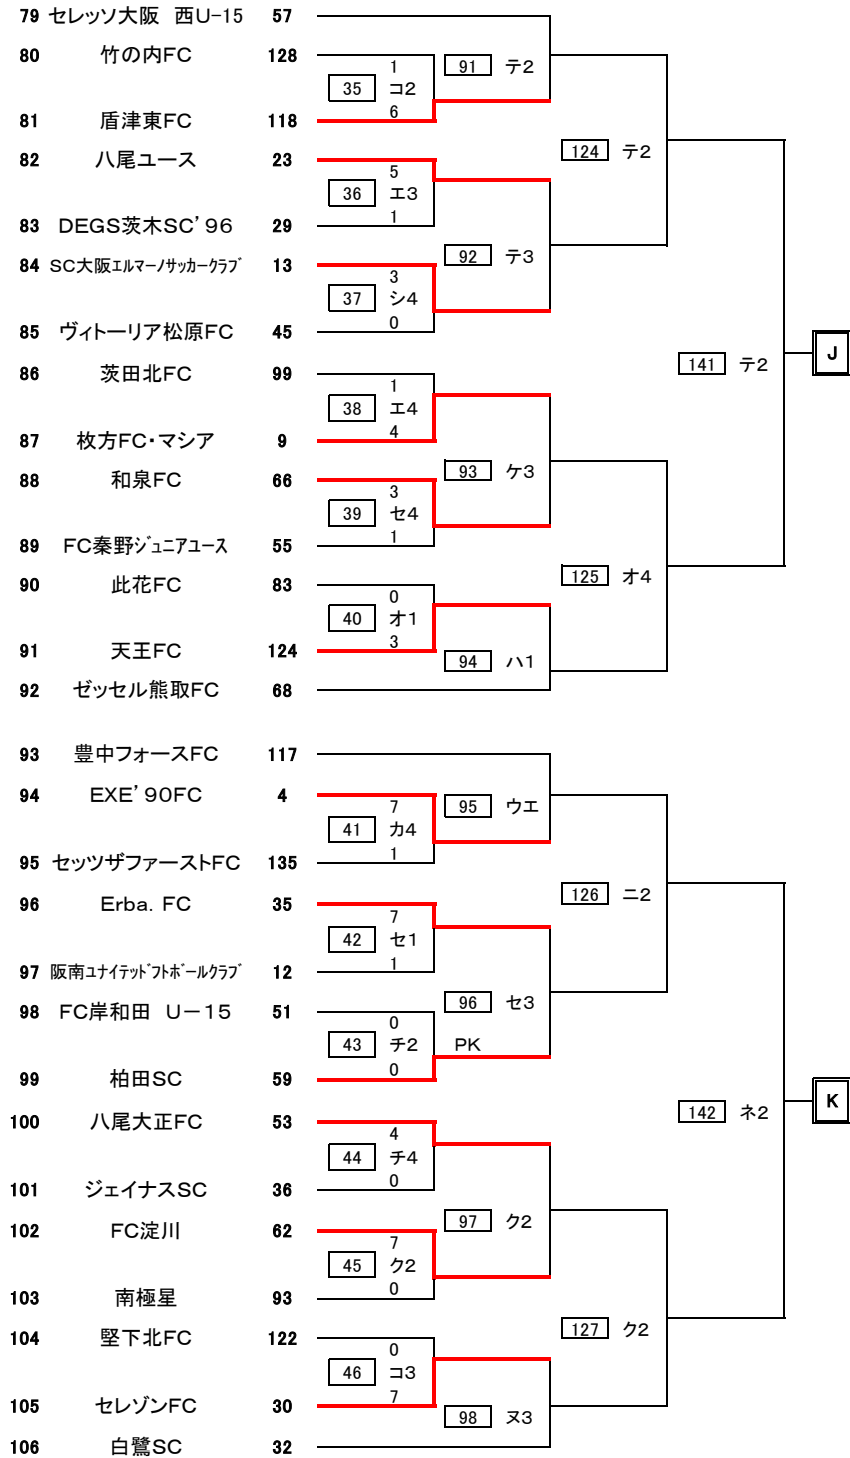 79 セレッソ大阪　西U-15 57
80 竹の内FC 128
1
91 テ2
35 コ2
6
81 盾津東FC 118
124 テ2
82 八尾ユース 23
5
36 エ3
1
83 DEGS茨木SC’96 29
92 テ3
84 SC大阪エルマーノサッカークラブ 13
3
37 シ4
0
85 ヴィトーリア松原FC 45
J
141 テ2
86 茨田北FC 99
1
38 エ4
4
87 枚方FC・マシア 9
93 ケ3
88 和泉FC 66
3
39 セ4
1
89 FC秦野ジュニアユース 55
125 オ4
90 此花FC 83
0
40 オ1
3
91 天王FC 124
94 ハ1
92 ゼッセル熊取FC 68
93 豊中フォースFC 117
94 EXE’90FC 4
7
95 ウエ
41 カ4
1
95 セッツザファーストFC 135
126 ニ2
96 Erba. FC 35
7
42 セ1
1
97 阪南ユナイテッドフトボールクラブ 12
96 セ3
98 FC岸和田　U－15 51
0
43 チ2 PK
0
99 柏田SC 59
K
142 ネ2
100 八尾大正FC 53
4
44 チ4
0
101 ジェイナスSC 36
97 ク2
102 FC淀川 62
7
45 ク2
0
103 南極星 93
127 ク2
104 堅下北FC 122
0
46 コ3
7
105 セレゾンFC 30
98 ヌ3
106 白鷺SC 32